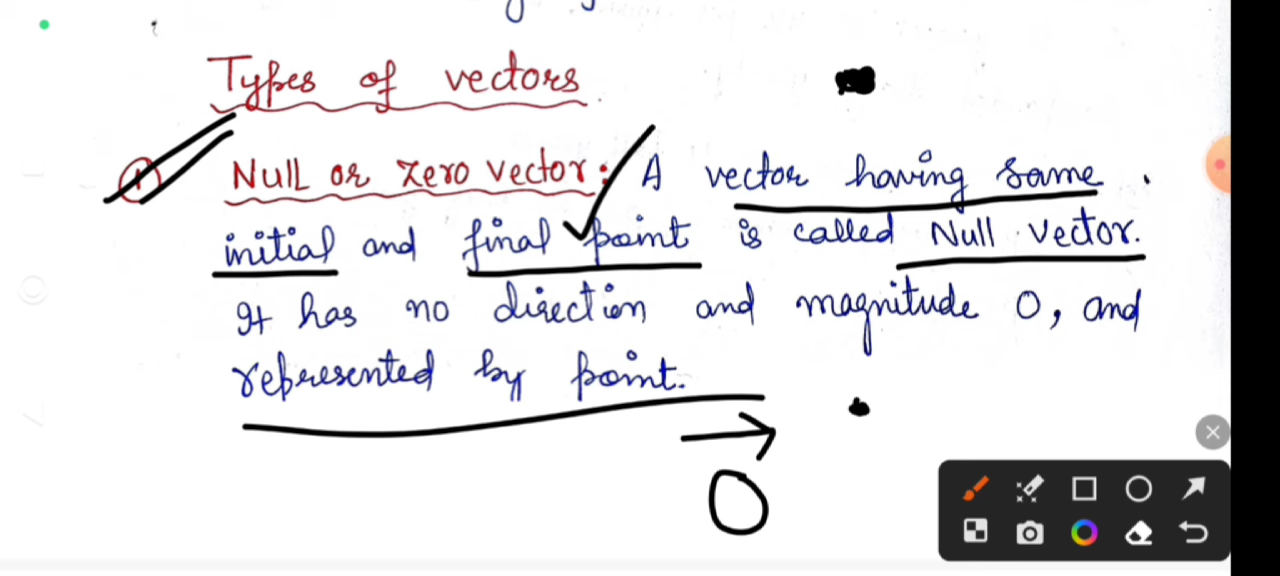 Types of vectors
① Null or zero vector: A vector having same
initial and final point is called Null vector.
It has no direction and magnitude 0, and
represented by point.
→
0